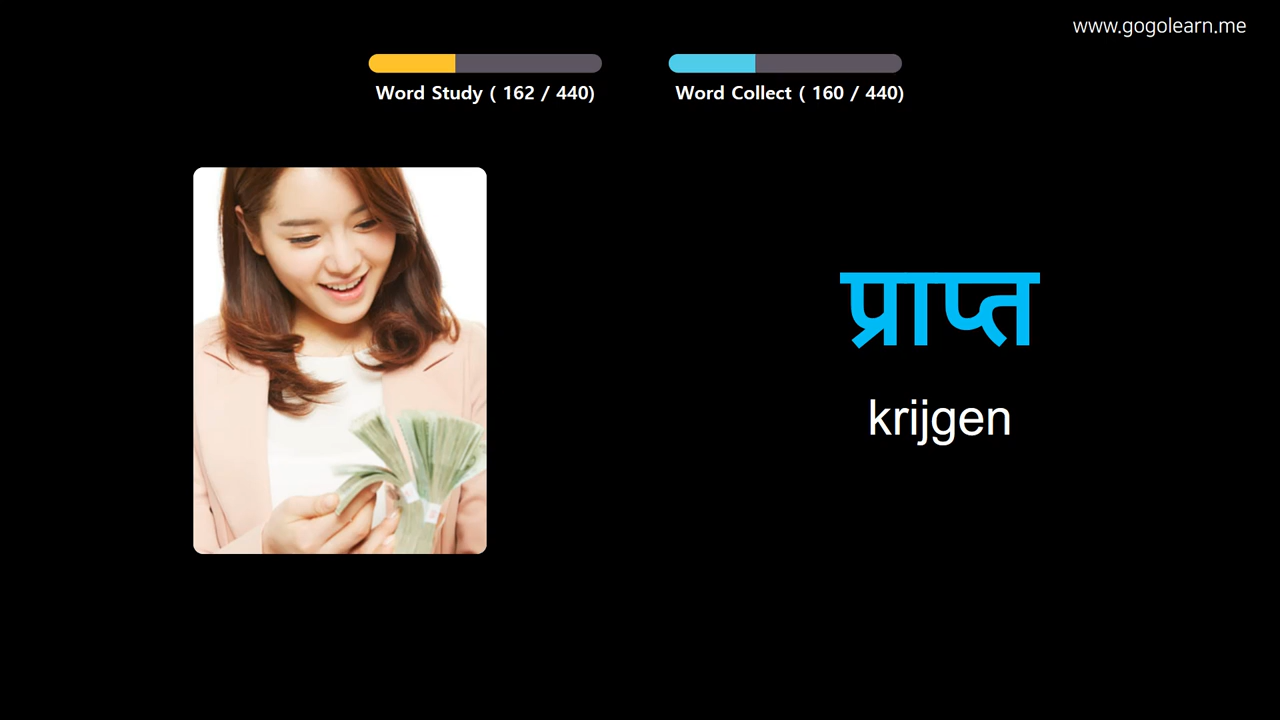 www.gogolearn.me
Word Study ( 162 / 440)
Word Collect ( 160 / 440)
प्राप्त
krijgen